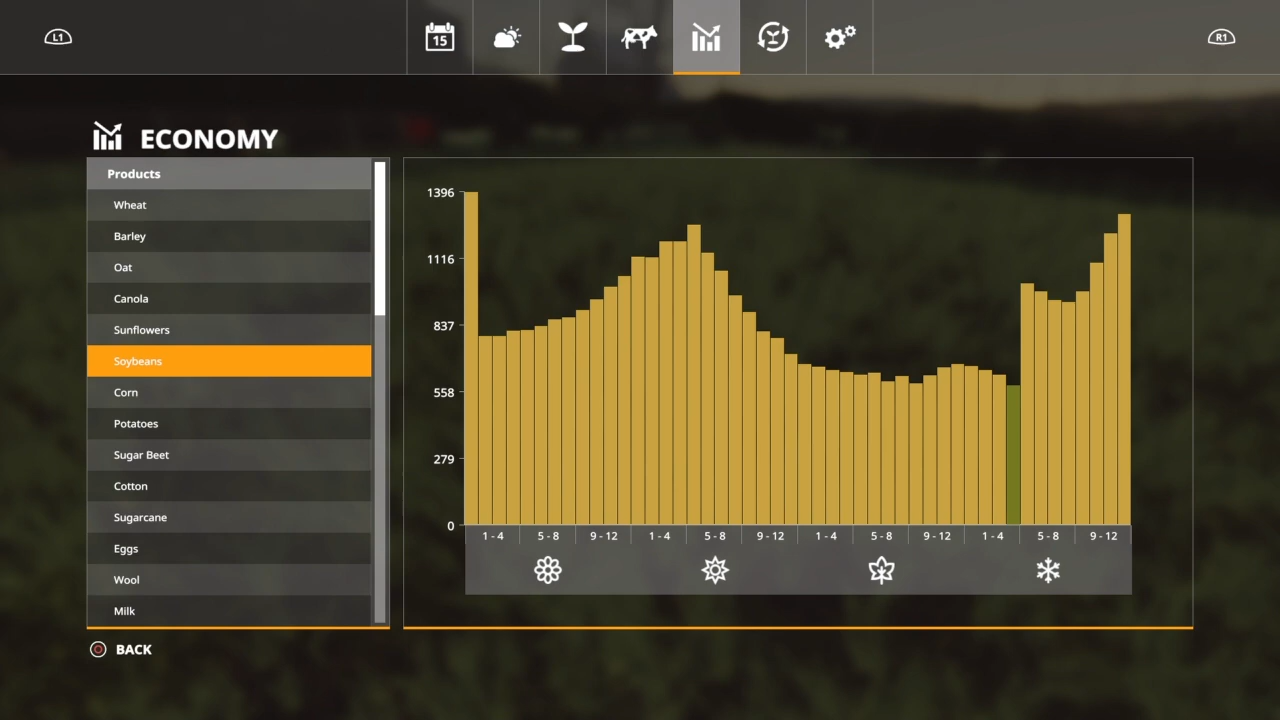 L1
15
R1
ECONOMY
Products
Wheat
Barley
Oat
Canola
Sunflowers
Soybeans
Corn
Potatoes
Sugar Beet
Cotton
Sugarcane
Eggs
Wool
Milk
1396
1116
837
558
279
0
1 - 4 5 - 8 9 - 12 1 - 4 5 - 8 9 - 12 1 - 4 5 - 8 9 - 12 1 - 4 5 - 8 9 - 12
BACK